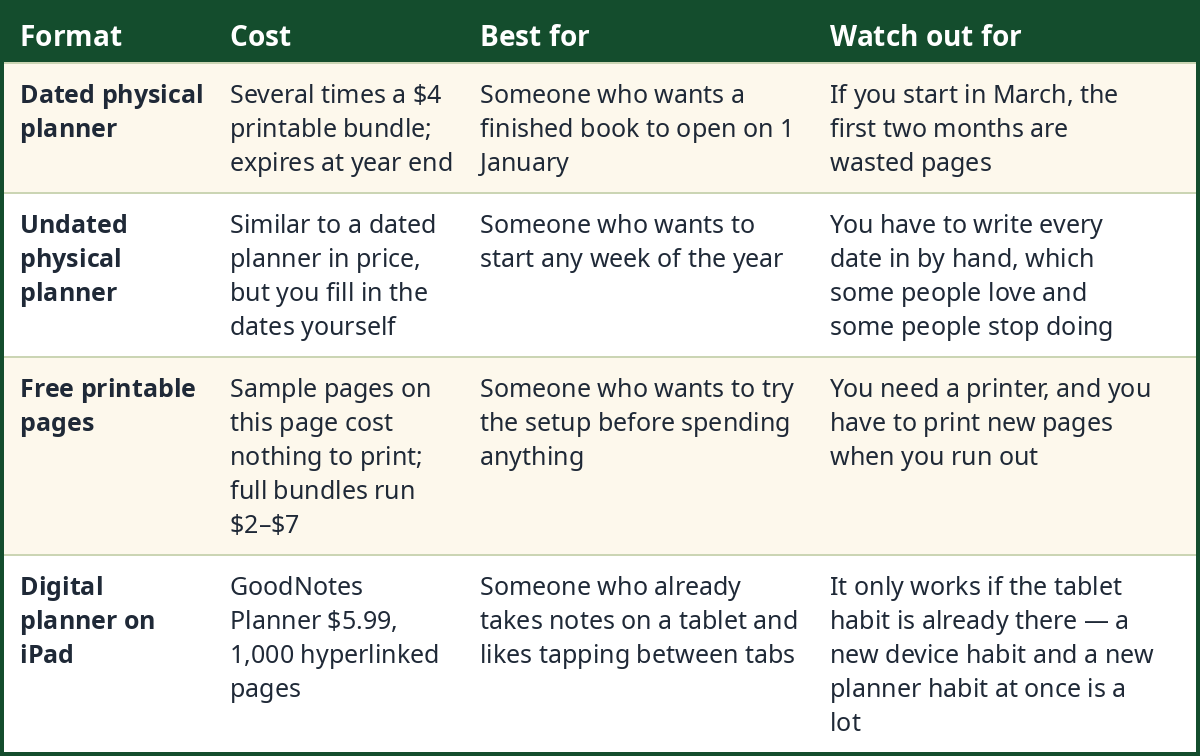 Format
Cost
Best for
Watch out for
Dated physical
planner
Several times a $4
printable bundle;
expires at year end
Someone who wants a
finished book to open on 1
January
If you start in March, the
first two months are
wasted pages
Undated
physical
planner
Similar to a dated
planner in price,
but you fill in the
dates yourself
Someone who wants to
start any week of the year
You have to write every
date in by hand, which
some people love and
some people stop doing
Free printable
pages
Sample pages on
this page cost
nothing to print;
full bundles run
$2–$7
Someone who wants to try
the setup before spending
anything
You need a printer, and you
have to print new pages
when you run out
Digital
planner on
iPad
GoodNotes
Planner $5.99,
1,000 hyperlinked
pages
Someone who already
takes notes on a tablet and
likes tapping between tabs
It only works if the tablet
habit is already there — a
new device habit and a new
planner habit at once is a
lot